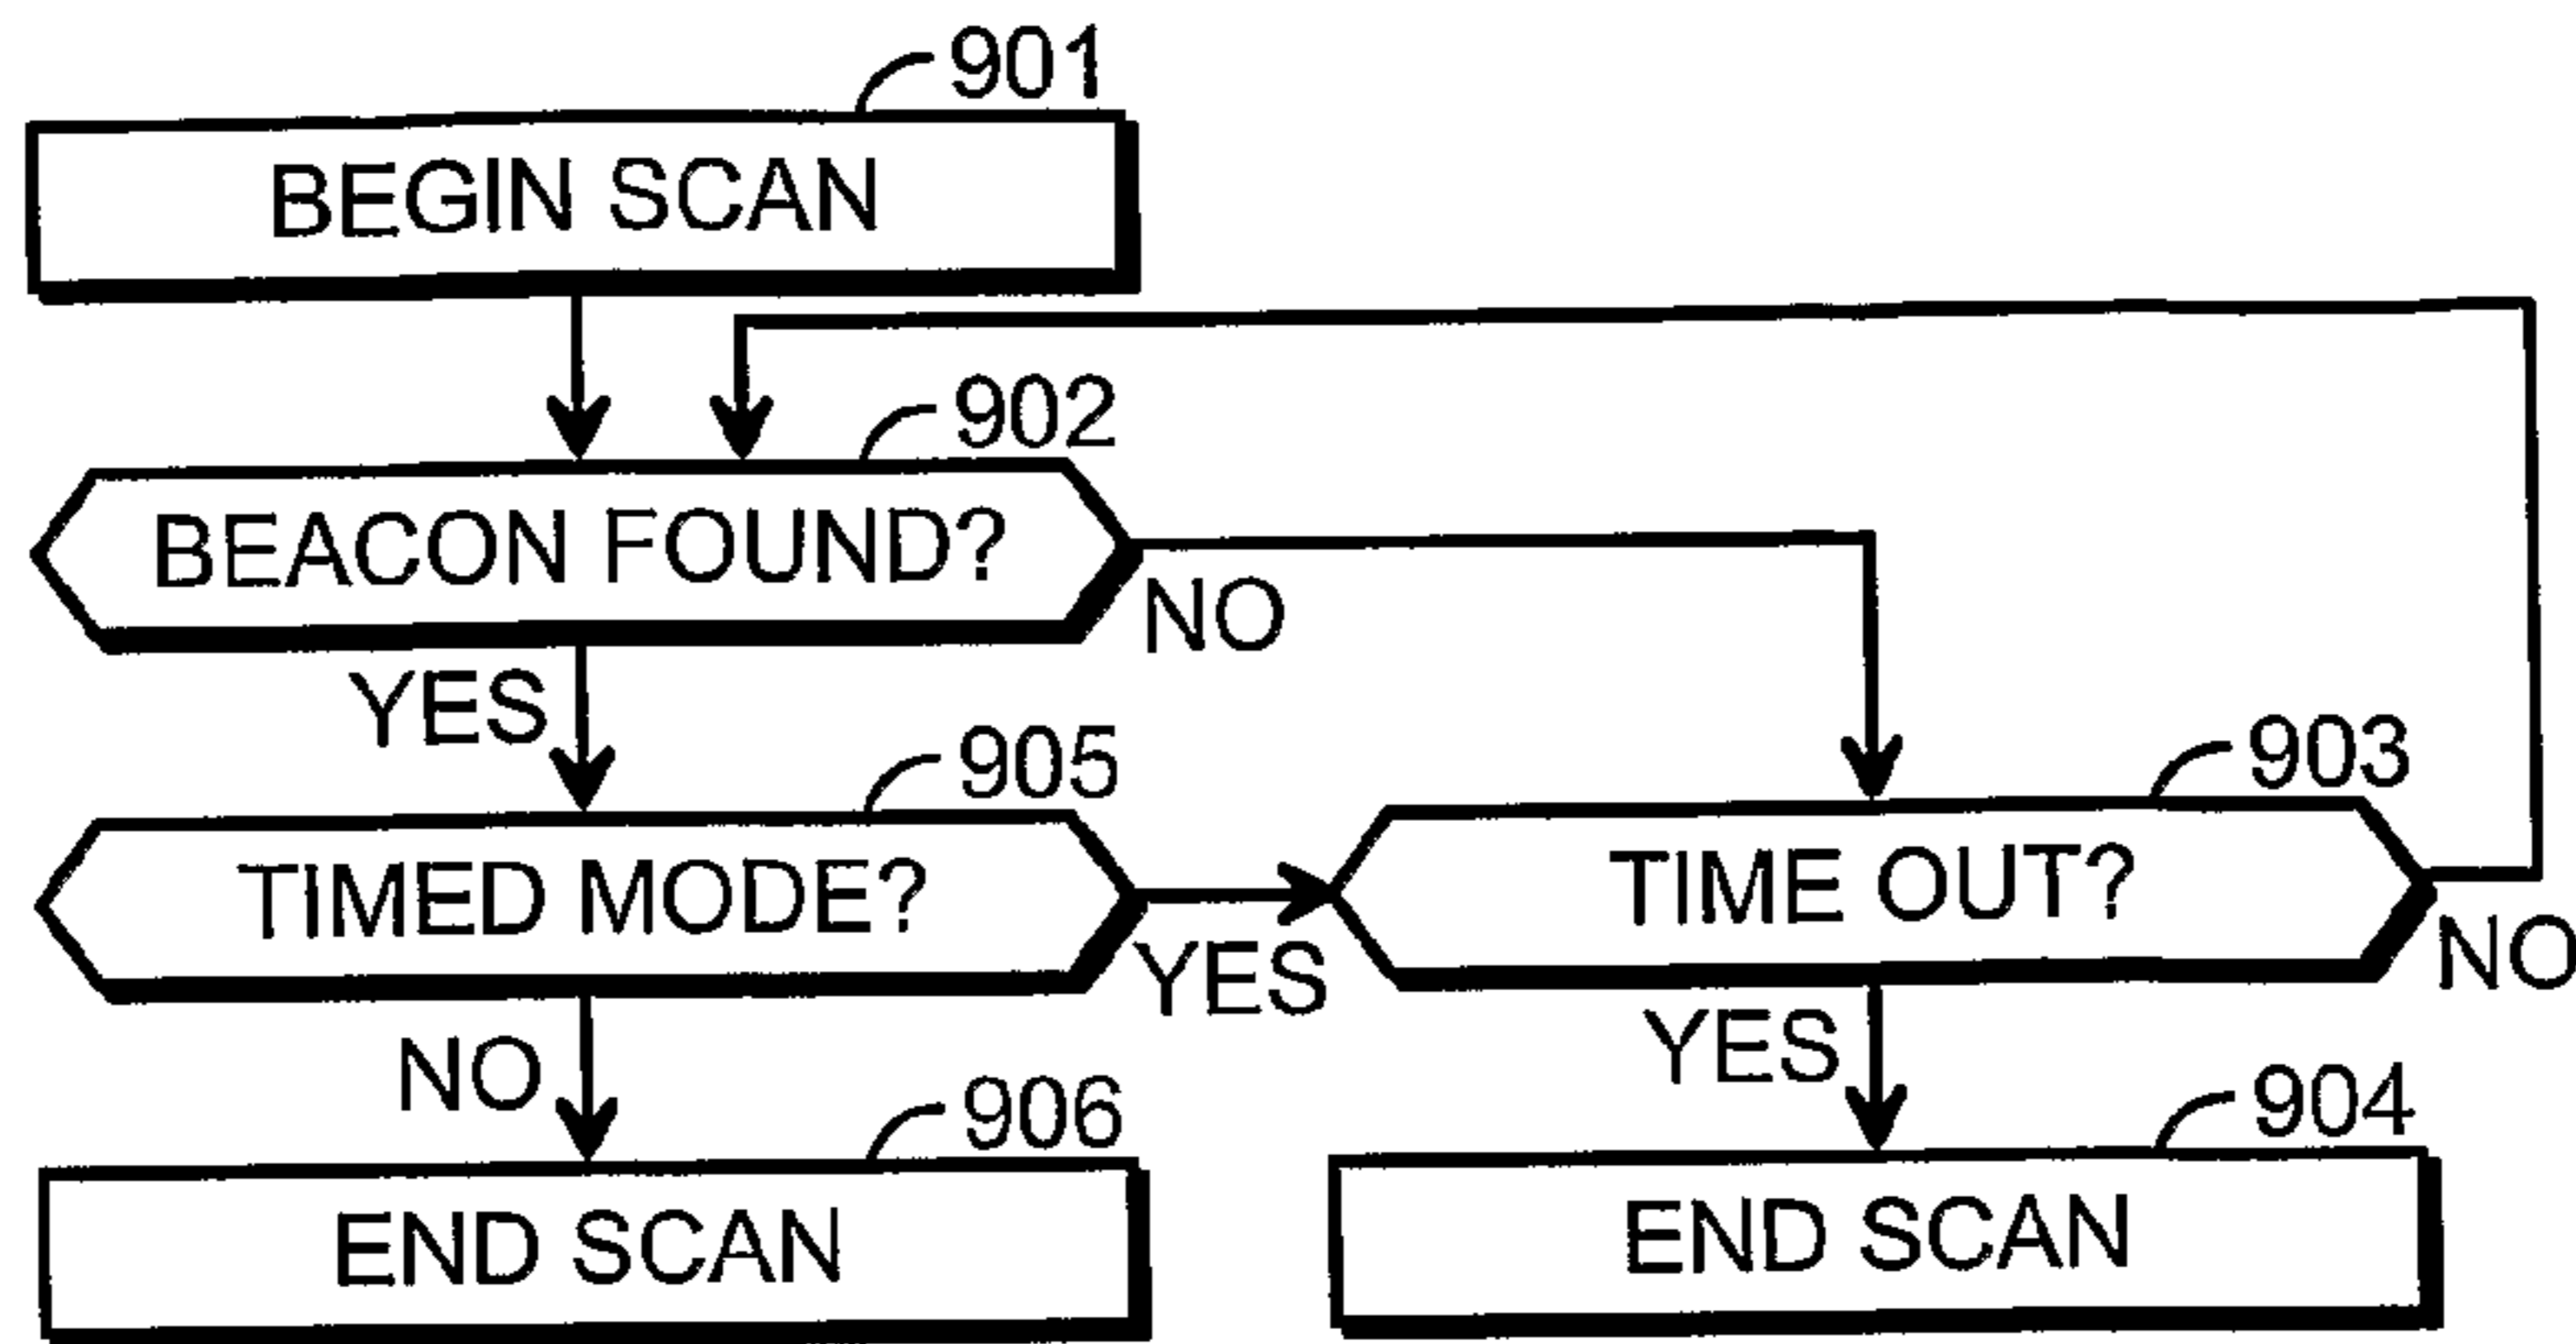 901
BEGIN SCAN
902
BEACON FOUND?
NO
YES
905
903
TIMED MODE?
TIME OUT?
YES
NO
NO
YES
906
904
END SCAN
END SCAN